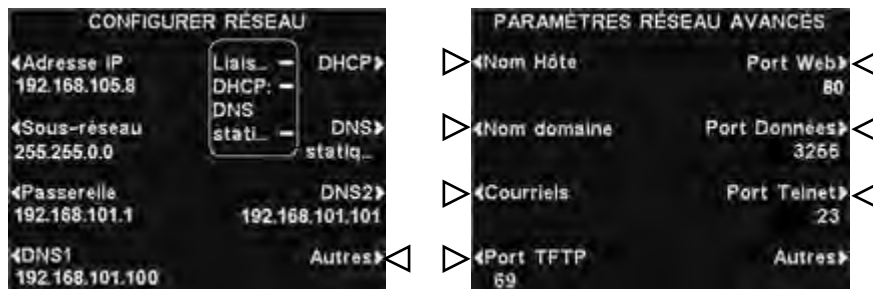 CONFIGURER RÉSEAU
Adresse IP
192.168.105.8
Liais… DHCP
DHCP:
DNS
stati…
Sous-réseau
255.255.0.0
DNS
statiq…
Passerelle
192.168.101.1
DNS2
192.168.101.101
DNS1
192.168.101.100
Autres
PARAMÈTRES RÉSEAU AVANCÉS
Nom Hôte
Port Web
80
Nom domaine
Port Données
3256
Courriels
Port Telnet
23
Port TFTP
69
Autres